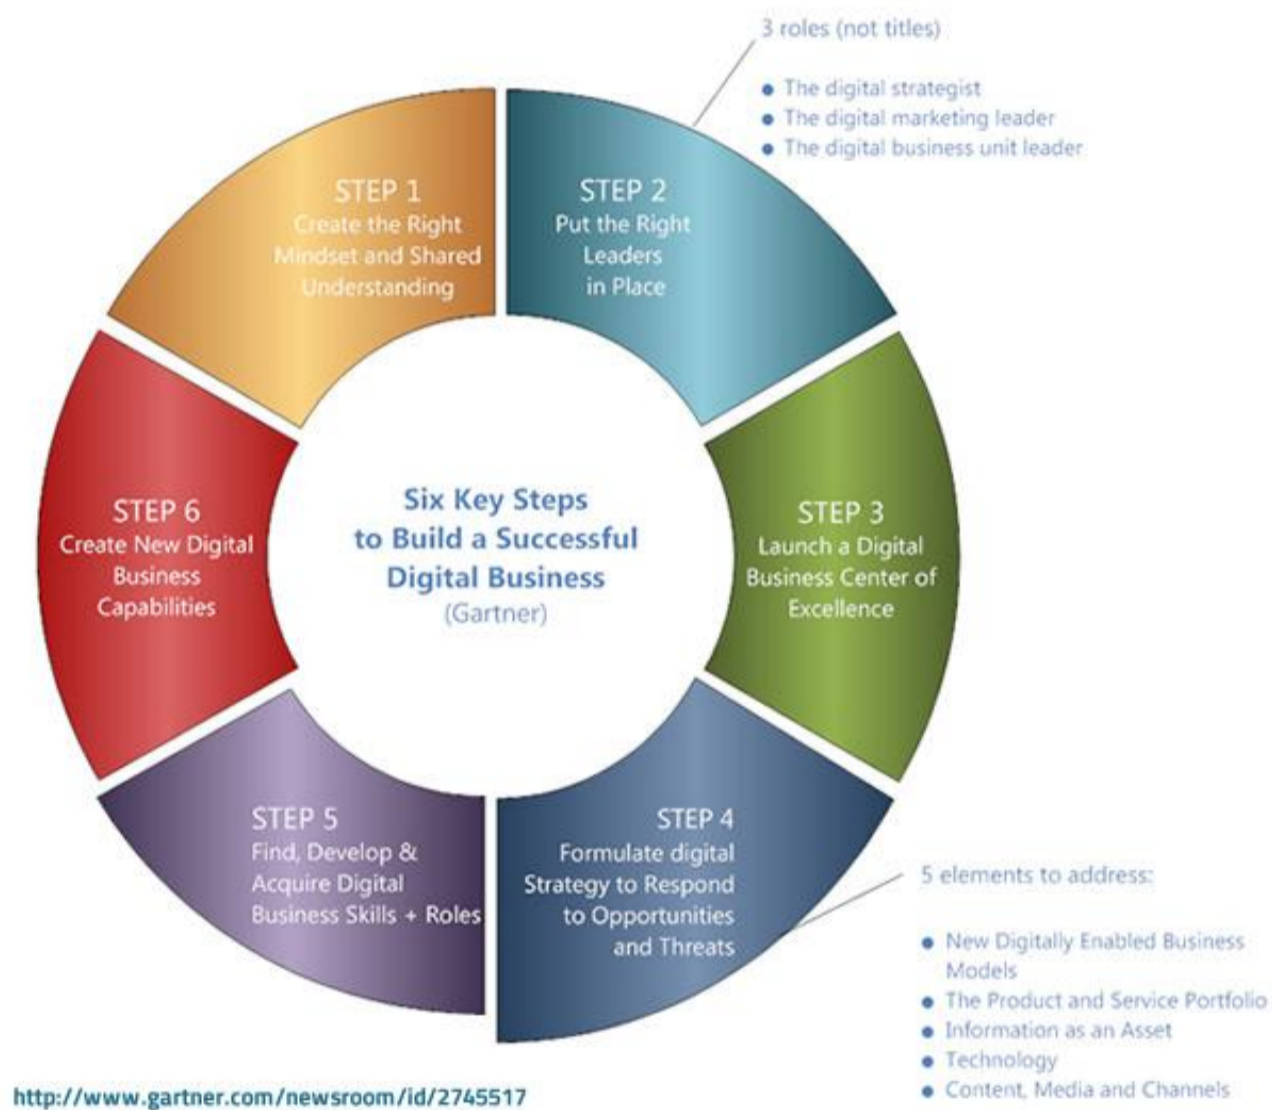 3 roles (not titles)
● The digital strategist
● The digital marketing leader
● The digital business unit leader
STEP 1
Create the Right
Mindset and Shared
Understanding
STEP 2
Put the Right
Leaders
in Place
STEP 3
Launch a Digital
Business Center of
Excellence
STEP 4
Formulate digital
Strategy to Respond
to Opportunities
and Threats
5 elements to address:
● New Digitally Enabled Business
Models
● The Product and Service Portfolio
● Information as an Asset
● Technology
● Content, Media and Channels
STEP 5
Find, Develop &
Acquire Digital
Business Skills + Roles
STEP 6
Create New Digital
Business
Capabilities
Six Key Steps
to Build a Successful
Digital Business
(Gartner)
http://www.gartner.com/newsroom/id/2745517